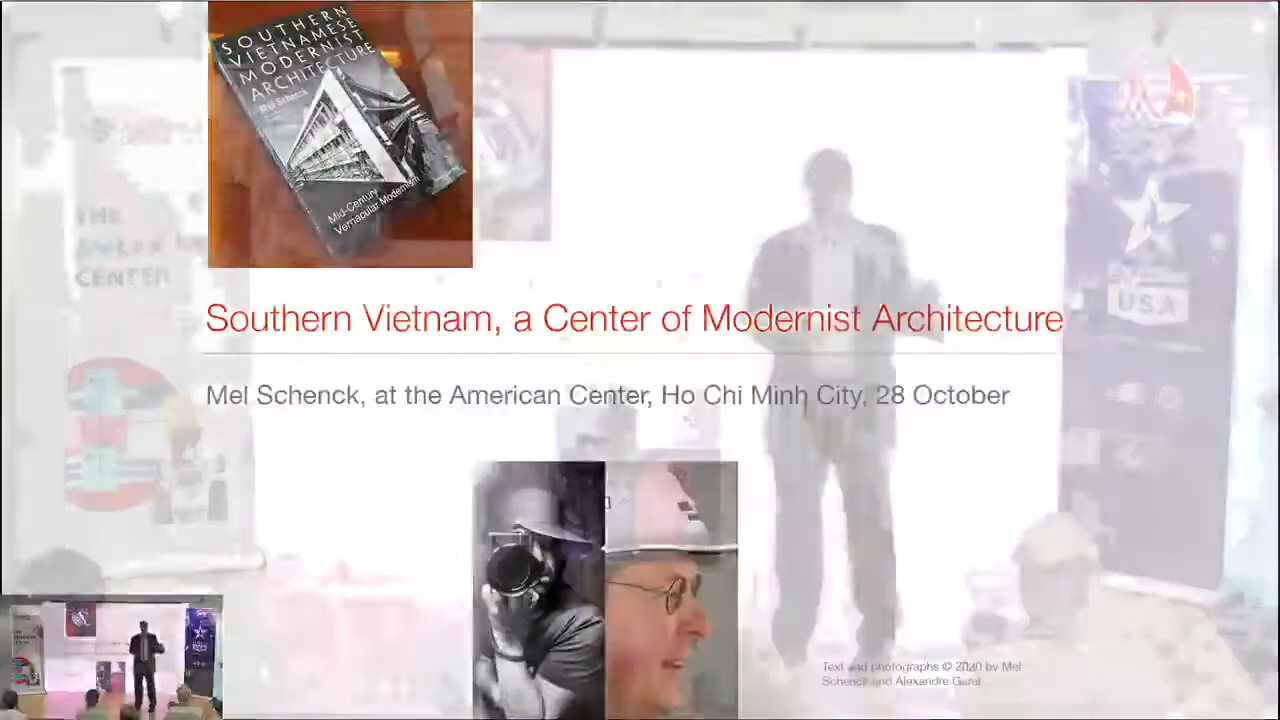 SOUTHERN
VIETNAMESE
MODERNIST
ARCHITECTURE
Mel Schenck
Mid-Century
Vernacular Modernism
THE
CENTER
USA
Southern Vietnam, a Center of Modernist Architecture
Mel Schenck, at the American Center, Ho Chi Minh City, 28 October
Text and photographs © 2020 by Mel
Schenck and Alexandre Garel